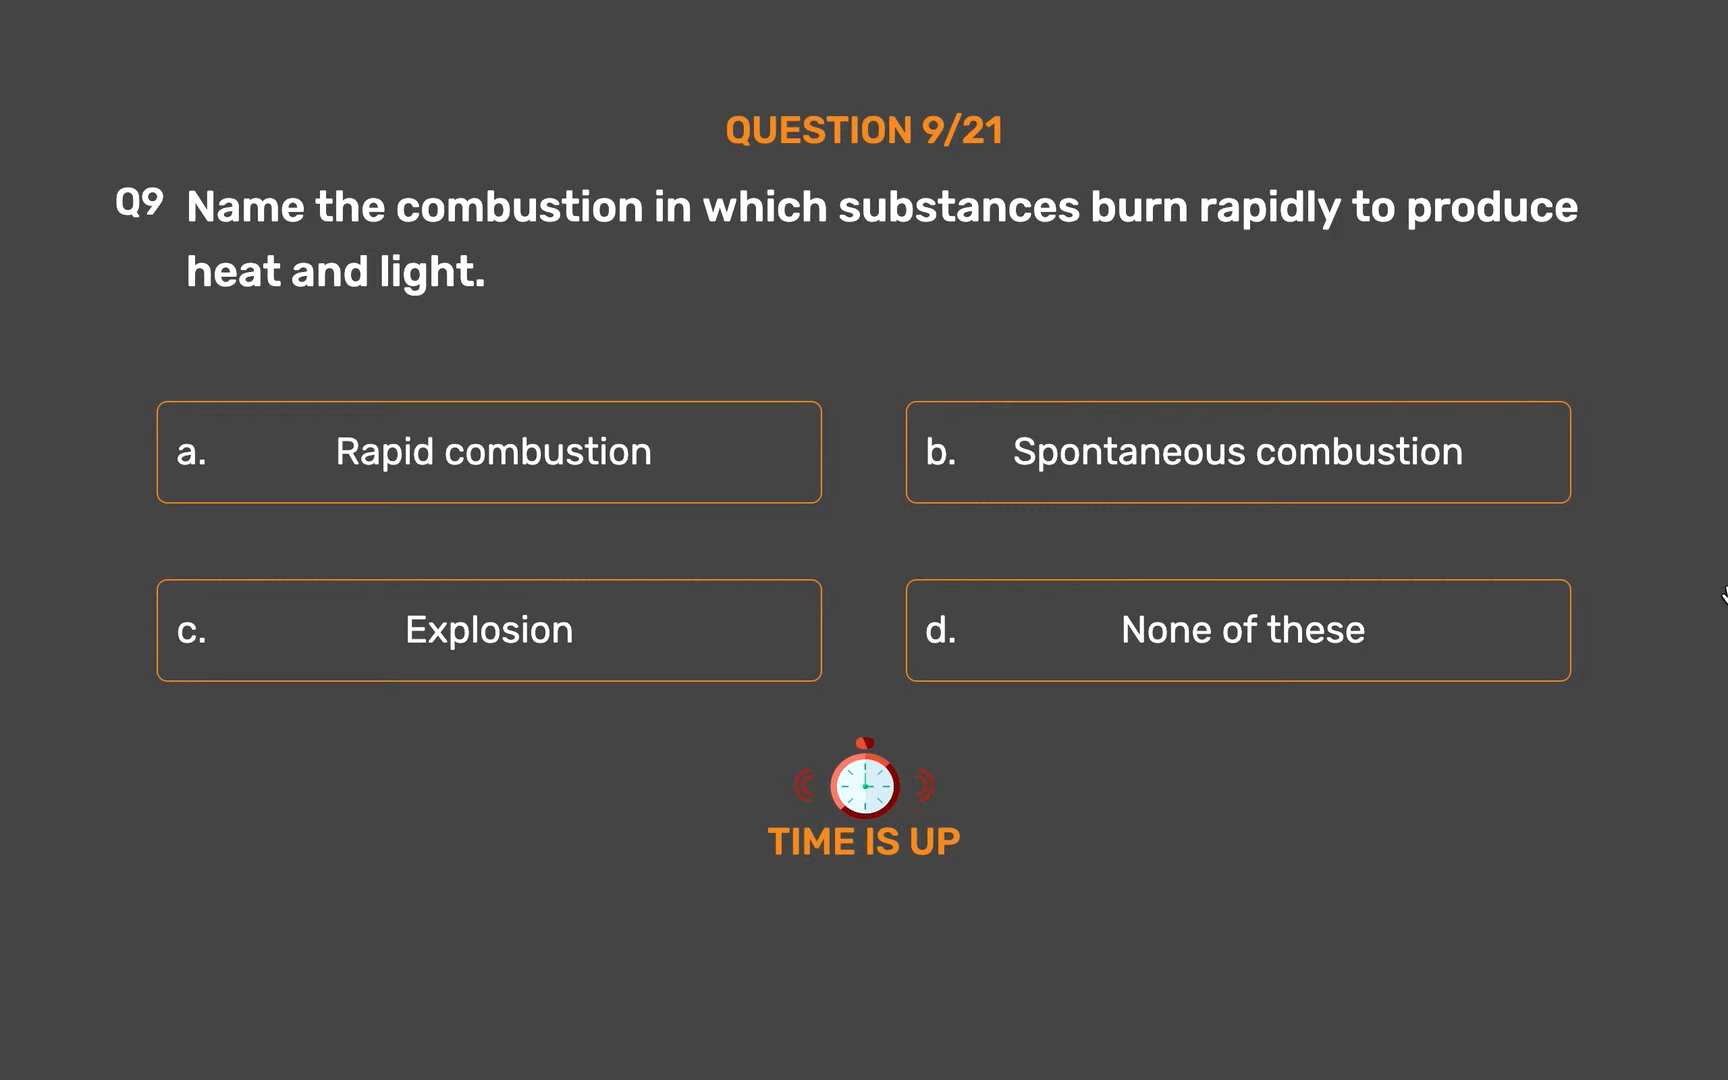 QUESTION 9/21
Q9 Name the combustion in which substances burn rapidly to produce
heat and light.
a. Rapid combustion
b. Spontaneous combustion
c. Explosion
d. None of these
TIME IS UP